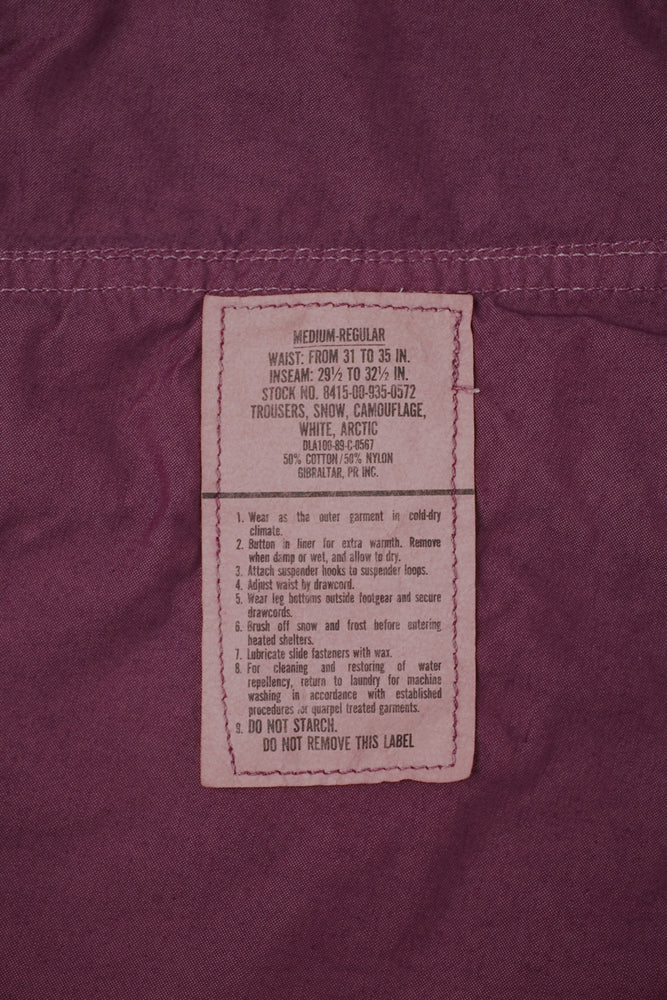 MEDIUM-REGULAR
WAIST: FROM 31 TO 35 IN.
INSEAM: 29½ TO 32½ IN.
STOCK NO. 8415-00-935-0572
TROUSERS, SNOW, CAMOUFLAGE,
WHITE, ARCTIC
DLA100-89-C-0567
50% COTTON/50% NYLON
GIBRALTAR, PR INC.
1. Wear as the outer garment in cold-dry
climate.
2. Button in liner for extra warmth. Remove
when damp or wet, and allow to dry.
3. Attach suspender hooks to suspender loops.
4. Adjust waist by drawcord.
5. Wear leg bottoms outside footgear and secure
drawcords.
6. Brush off snow and frost before entering
heated shelters.
7. Lubricate slide fasteners with wax.
8. For cleaning and restoring of water
repellency, return to laundry for machine
washing in accordance with established
procedures for quarpel treated garments.
9. DO NOT STARCH.
DO NOT REMOVE THIS LABEL